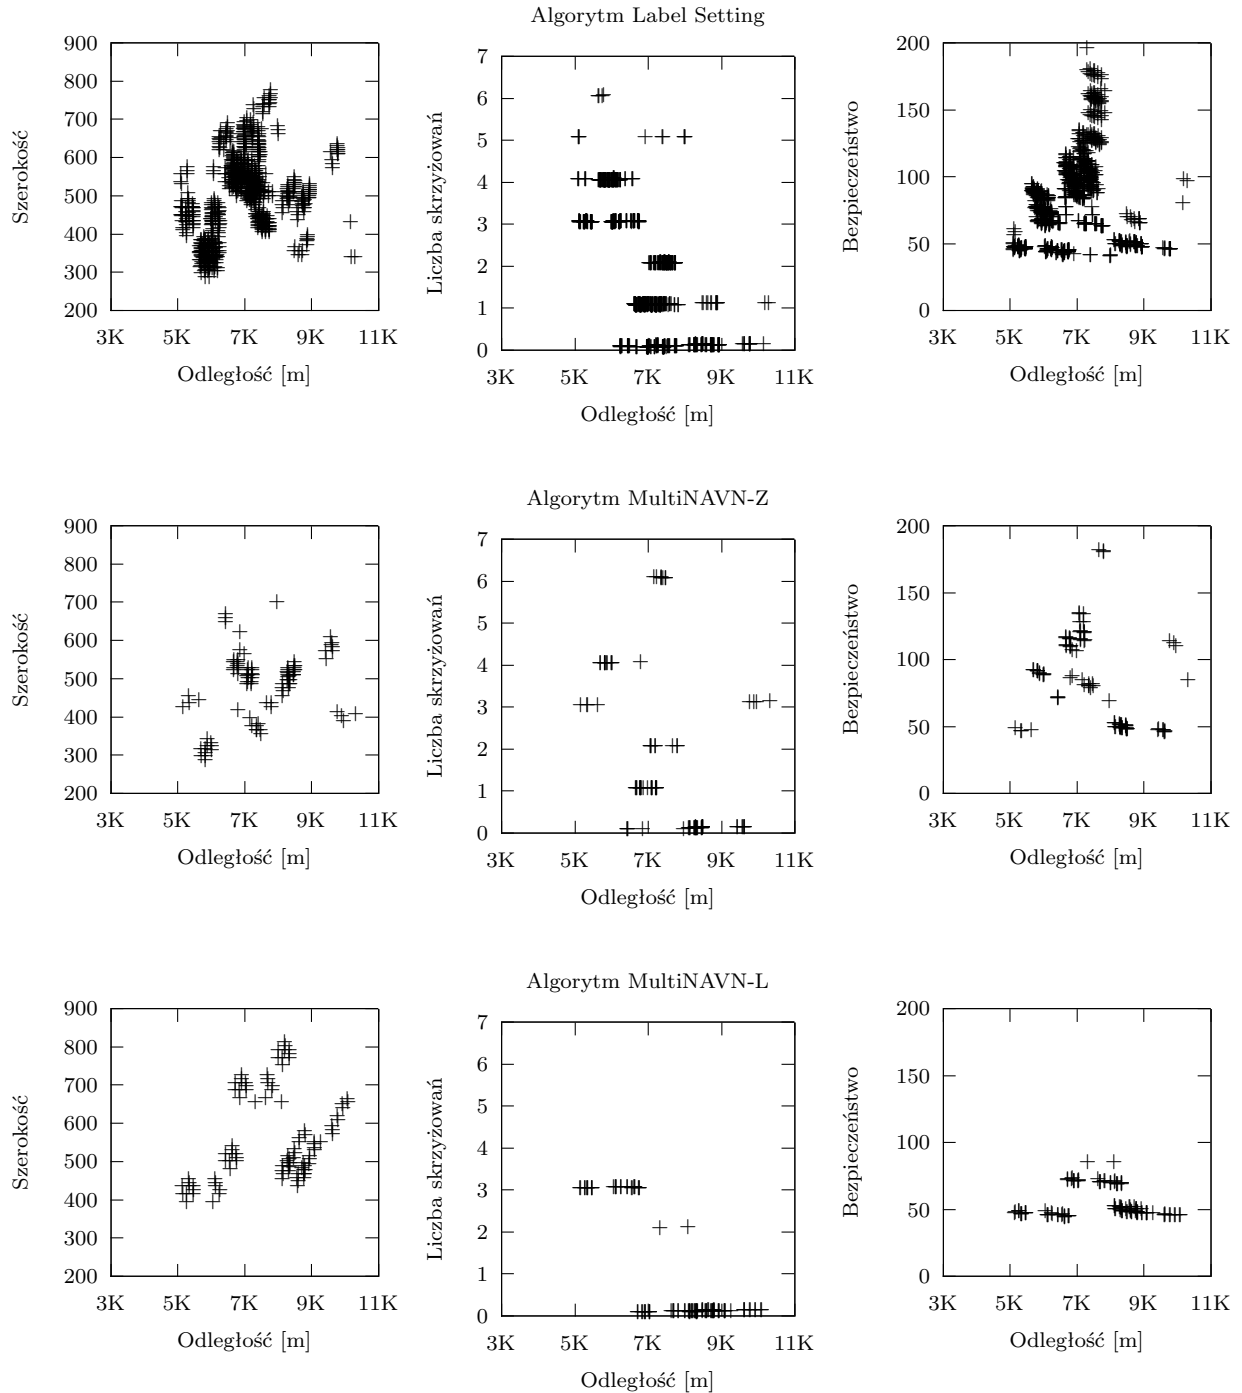 Algorytm Label Setting
Szerokość
900
800
700
600
500
400
300
200
3K 5K 7K 9K 11K
Odległość [m]
Liczba skrzyżowań
7
6
5
4
3
2
1
0
3K 5K 7K 9K 11K
Odległość [m]
Bezpieczeństwo
200
150
100
50
0
3K 5K 7K 9K 11K
Odległość [m]
Algorytm MultiNAVN-Z
Szerokość
900
800
700
600
500
400
300
200
3K 5K 7K 9K 11K
Odległość [m]
Liczba skrzyżowań
7
6
5
4
3
2
1
0
3K 5K 7K 9K 11K
Odległość [m]
Bezpieczeństwo
200
150
100
50
0
3K 5K 7K 9K 11K
Odległość [m]
Algorytm MultiNAVN-L
Szerokość
900
800
700
600
500
400
300
200
3K 5K 7K 9K 11K
Odległość [m]
Liczba skrzyżowań
7
6
5
4
3
2
1
0
3K 5K 7K 9K 11K
Odległość [m]
Bezpieczeństwo
200
150
100
50
0
3K 5K 7K 9K 11K
Odległość [m]